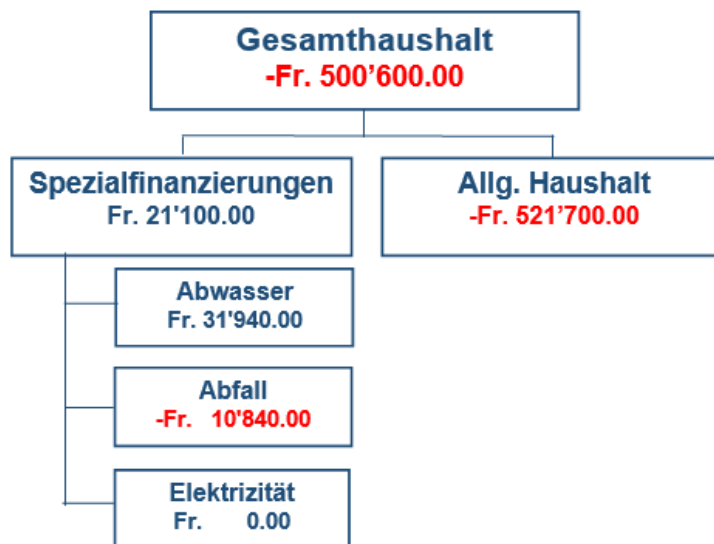 Gesamthaushalt
-Fr. 500’600.00
Spezialfinanzierungen
Fr. 21'100.00
Allg. Haushalt
-Fr. 521’700.00
Abwasser
Fr. 31'940.00
Abfall
-Fr. 10'840.00
Elektrizität
Fr. 0.00